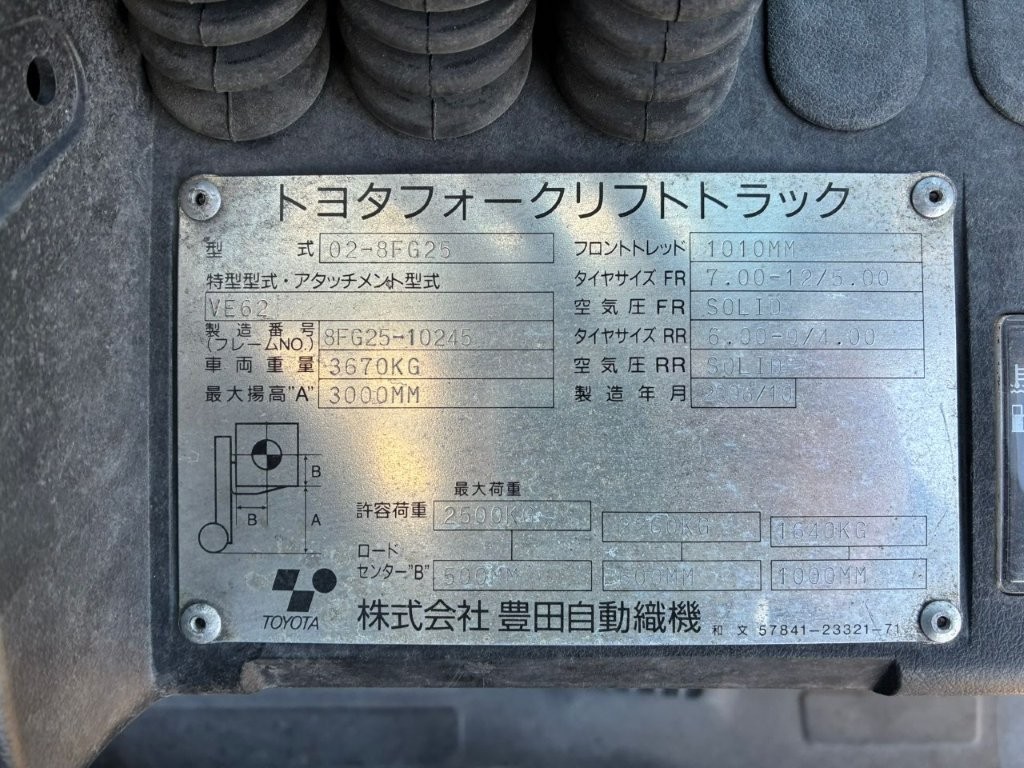 トヨタフォークリフトトラック
型式 02-8FG25
フロントトレッド 1010MM
特型型式・アタッチメント型式
タイヤサイズ FR 7.00-12/5.00
VE62
空気圧 FR SOLID
製造番号 8FG25-10245
(フレームNO.)
タイヤサイズ RR
車両重量 3670KG
空気圧 RR SOLID
最大揚高"A" 3000MM
製造年月
B
B
A
最大荷重
許容荷重 2500KG 1640KG
ロード
センター"B" 500MM 1000MM
TOYOTA
株式会社 豊田自動織機
和文 57841-23321-71